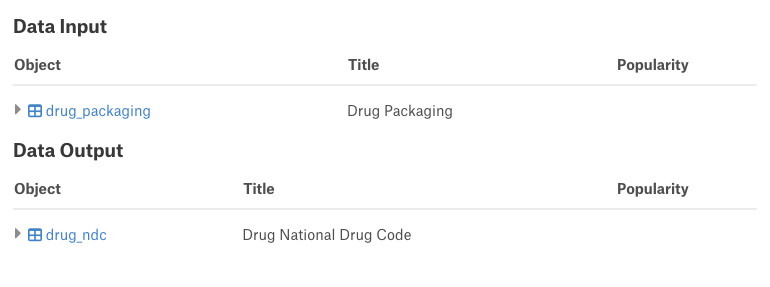 Data Input
Object Title Popularity
drug_packaging Drug Packaging
Data Output
Object Title Popularity
drug_ndc Drug National Drug Code